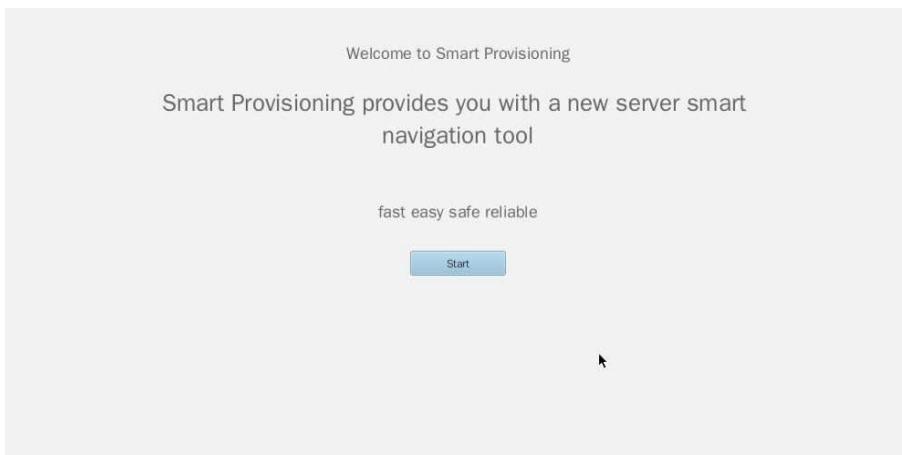 Welcome to Smart Provisioning
Smart Provisioning provides you with a new server smart
navigation tool
fast easy safe reliable
Start